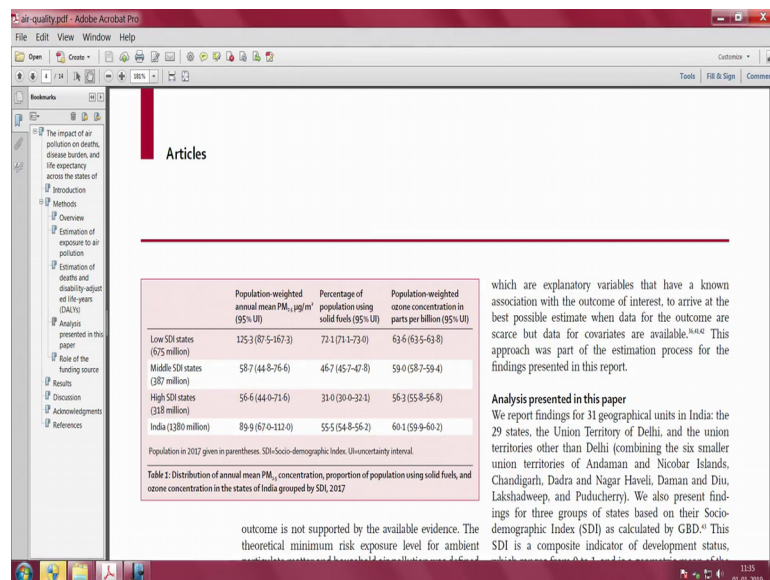 air-quality.pdf - Adobe Acrobat Pro
File Edit View Window Help
Open Create Customize
4 / 14 181% Tools Fill & Sign Commen
Bookmarks
The impact of air
pollution on deaths,
disease burden, and
life expectancy
across the states of
Introduction
Methods
Overview
Estimation of
exposure to air
pollution
Estimation of
deaths and
disability-adjust
ed life-years
(DALYs)
Analysis
presented in this
paper
Role of the
funding source
Results
Discussion
Acknowledgments
References
Articles
Population-weighted annual mean PM2.5 µg/m³ (95% UI)
Percentage of population using solid fuels (95% UI)
Population-weighted ozone concentration in parts per billion (95% UI)
Low SDI states (675 million) 125·3 (87·5–167·3) 72·1 (71·1–73·0) 63·6 (63·5–63·8)
Middle SDI states (387 million) 58·7 (44·8–76·6) 46·7 (45·7–47·8) 59·0 (58·7–59·4)
High SDI states (318 million) 56·6 (44·0–71·6) 31·0 (30·0–32·1) 56·3 (55·8–56·8)
India (1380 million) 89·9 (67·0–112·0) 55·5 (54·8–56·2) 60·1 (59·9–60·2)
Population in 2017 given in parentheses. SDI=Socio-demographic Index. UI=uncertainty interval.
Table 1: Distribution of annual mean PM2.5 concentration, proportion of population using solid fuels, and
ozone concentration in the states of India grouped by SDI, 2017
outcome is not supported by the available evidence. The
theoretical minimum risk exposure level for ambient
which are explanatory variables that have a known
association with the outcome of interest, to arrive at the
best possible estimate when data for the outcome are
scarce but data for covariates are available.16,41,42 This
approach was part of the estimation process for the
findings presented in this report.
Analysis presented in this paper
We report findings for 31 geographical units in India: the
29 states, the Union Territory of Delhi, and the union
territories other than Delhi (combining the six smaller
union territories of Andaman and Nicobar Islands,
Chandigarh, Dadra and Nagar Haveli, Daman and Diu,
Lakshadweep, and Puducherry). We also present find-
ings for three groups of states based on their Socio-
demographic Index (SDI) as calculated by GBD.41 This
SDI is a composite indicator of development status,
11:35